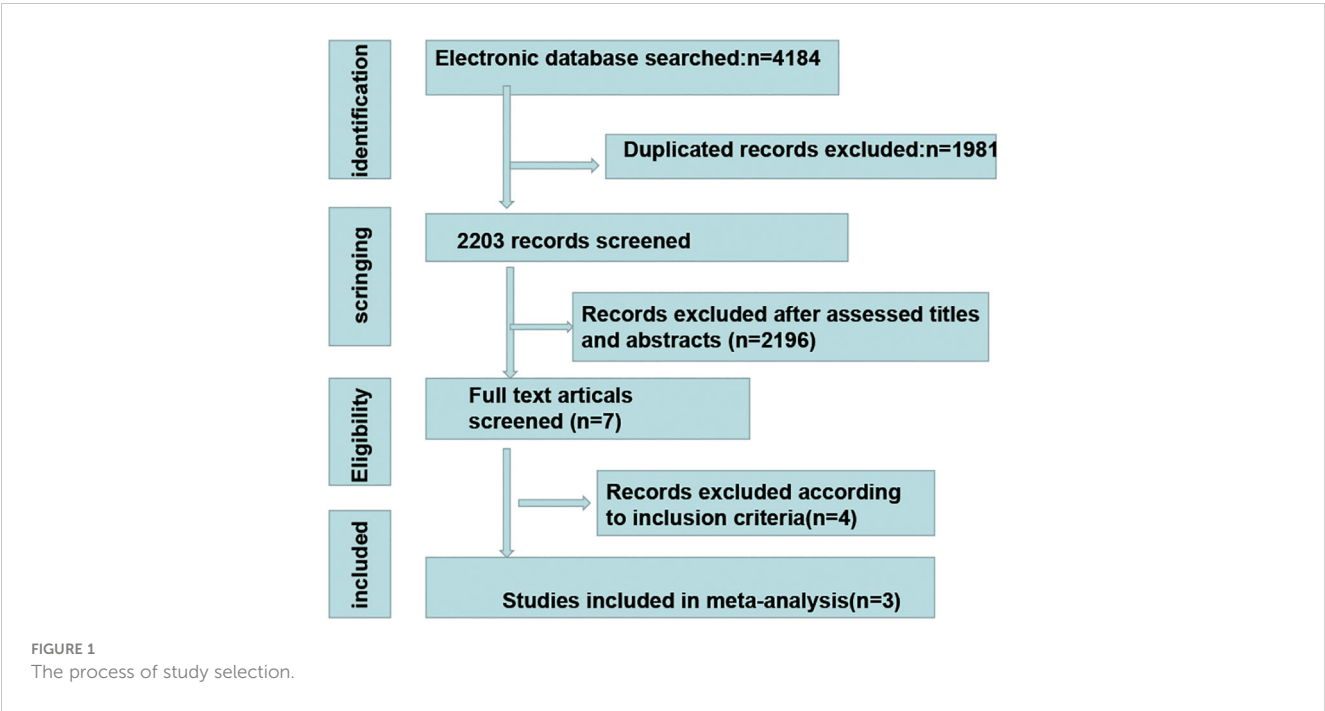 identification
Electronic database searched:n=4184
Duplicated records excluded:n=1981
scringing
2203 records screened
Records excluded after assessed titles
and abstracts (n=2196)
Eligibility
Full text articals
screened (n=7)
Records excluded according
to inclusion criteria(n=4)
included
Studies included in meta-analysis(n=3)
FIGURE 1
The process of study selection.